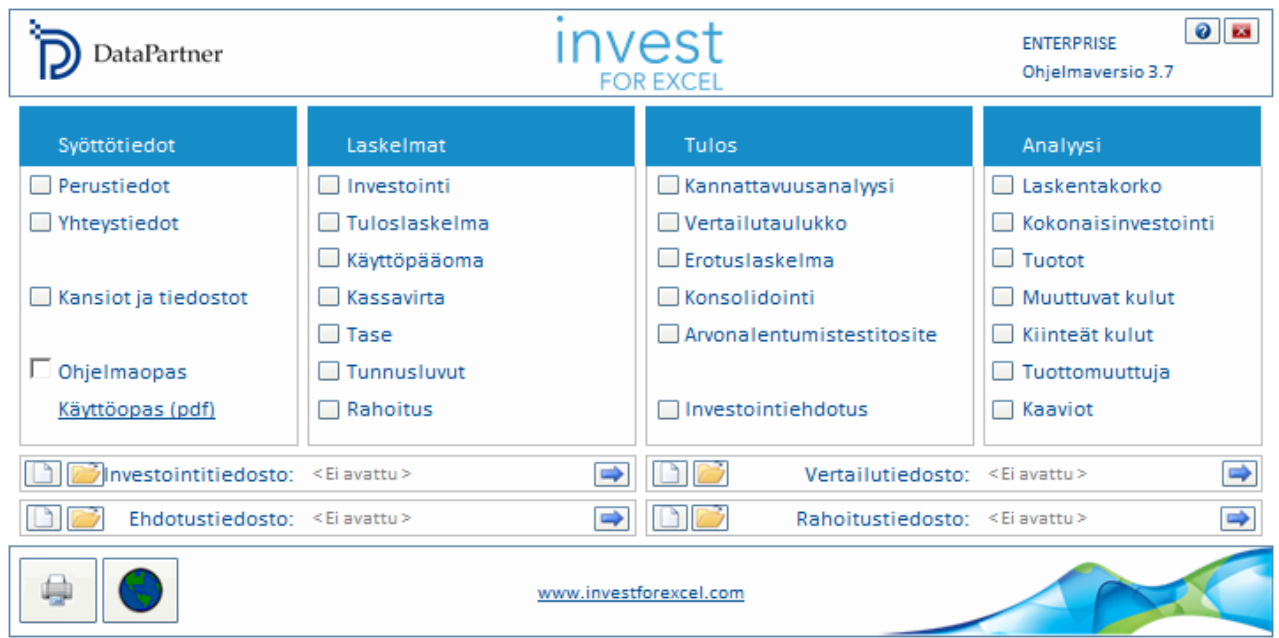 DataPartner
invest
FOR EXCEL
ENTERPRISE
Ohjelmaversio 3.7
Syöttötiedot
Perustiedot
Yhteystiedot
Kansiot ja tiedostot
Ohjelmaopas
Käyttöopas (pdf)
Laskelmat
Investointi
Tuloslaskelma
Käyttöpääoma
Kassavirta
Tase
Tunnusluvut
Rahoitus
Tulos
Kannattavuusanalyysi
Vertailutaulukko
Erotuslaskelma
Konsolidointi
Arvonalentumistestitosite
Investointiehdotus
Analyysi
Laskentakorko
Kokonaisinvestointi
Tuotot
Muuttuvat kulut
Kiinteät kulut
Tuottomuuttuja
Kaaviot
Investointitiedosto: <Ei avattu>
Vertailutiedosto: <Ei avattu>
Ehdotustiedosto: <Ei avattu>
Rahoitustiedosto: <Ei avattu>
www.investforexcel.com